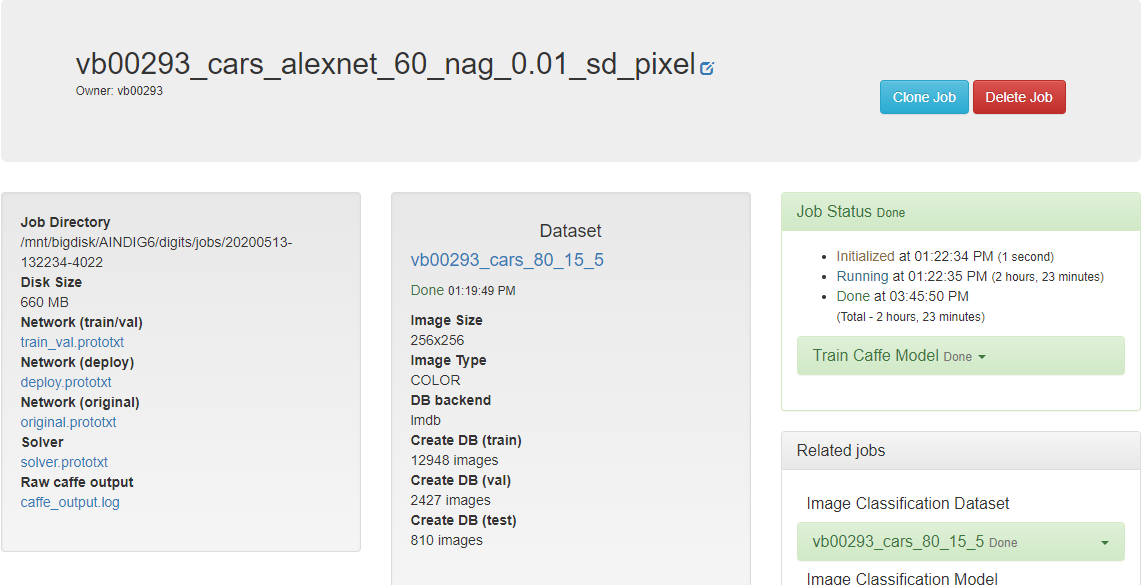 vb00293_cars_alexnet_60_nag_0.01_sd_pixel
Owner: vb00293
Clone Job
Delete Job
Job Directory
/mnt/bigdisk/AINDIG6/digits/jobs/20200513-
132234-4022
Disk Size
660 MB
Network (train/val)
train_val.prototxt
Network (deploy)
deploy.prototxt
Network (original)
original.prototxt
Solver
solver.prototxt
Raw caffe output
caffe_output.log
Dataset
vb00293_cars_80_15_5
Done 01:19:49 PM
Image Size
256x256
Image Type
COLOR
DB backend
lmdb
Create DB (train)
12948 images
Create DB (val)
2427 images
Create DB (test)
810 images
Job Status Done
Initialized at 01:22:34 PM (1 second)
Running at 01:22:35 PM (2 hours, 23 minutes)
Done at 03:45:50 PM
(Total - 2 hours, 23 minutes)
Train Caffe Model Done
Related jobs
Image Classification Dataset
vb00293_cars_80_15_5 Done
Image Classification Model